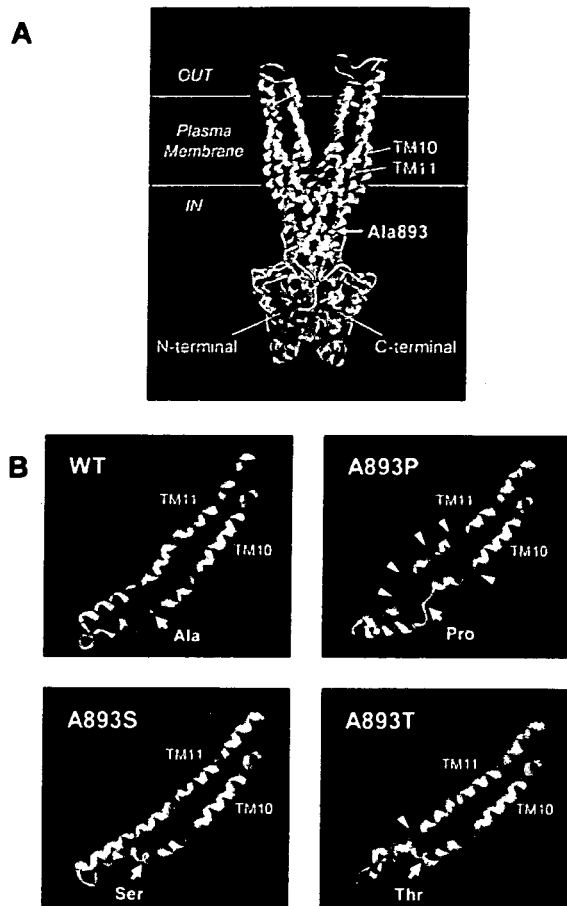 A
OUT
Plasma
Membrane
TM10
TM11
IN
Ala893
N-terminal
C-terminal
B
WT
TM11
TM10
Ala
A893P
TM11
TM10
Pro
A893S
TM11
TM10
Ser
A893T
TM11
TM10
Thr